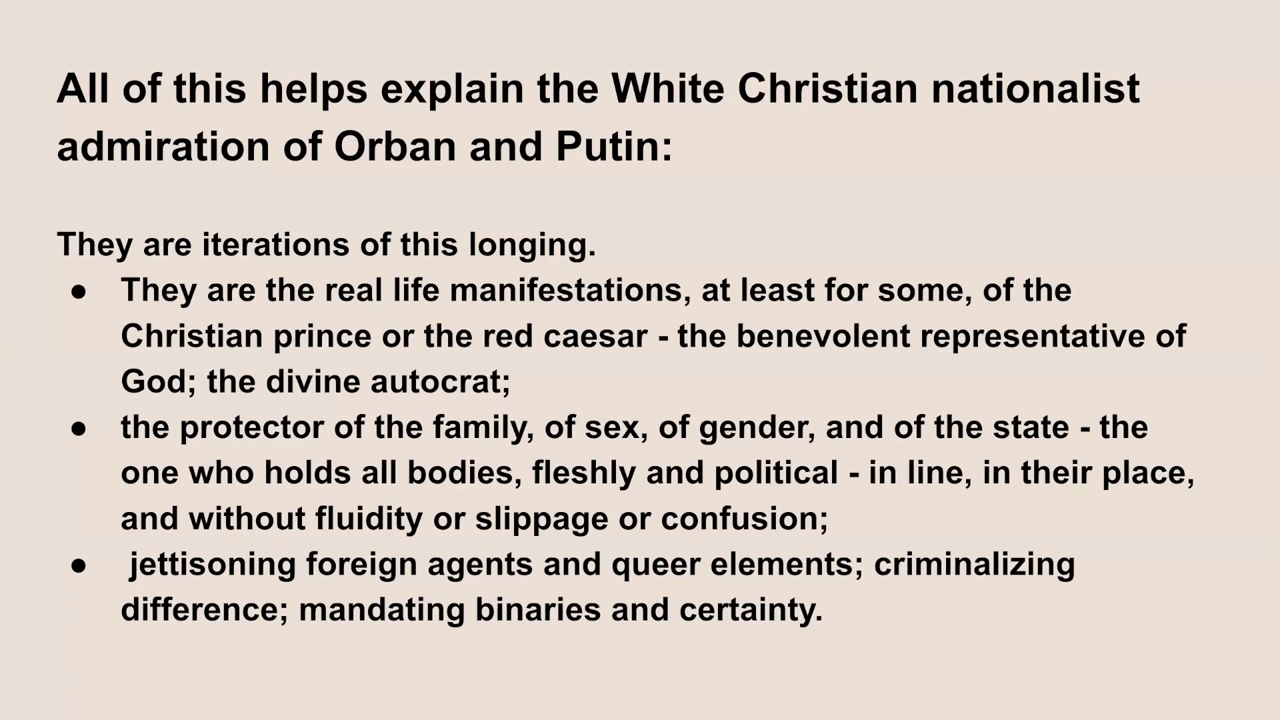 All of this helps explain the White Christian nationalist
admiration of Orban and Putin:
They are iterations of this longing.
● They are the real life manifestations, at least for some, of the
Christian prince or the red caesar - the benevolent representative of
God; the divine autocrat;
● the protector of the family, of sex, of gender, and of the state - the
one who holds all bodies, fleshly and political - in line, in their place,
and without fluidity or slippage or confusion;
● jettisoning foreign agents and queer elements; criminalizing
difference; mandating binaries and certainty.